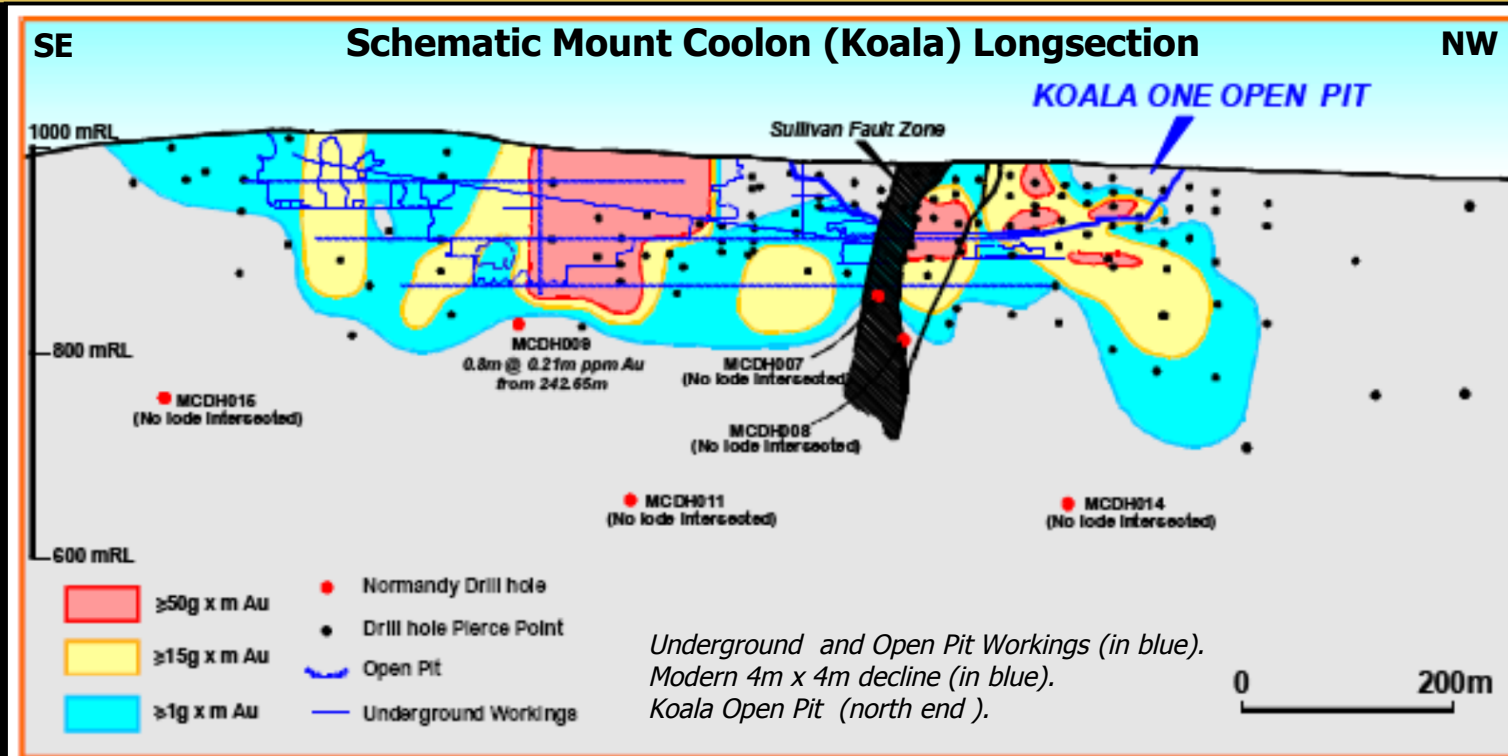 SE
Schematic Mount Coolon (Koala) Longsection
NW
KOALA ONE OPEN PIT
1000 mRL
Sullivan Fault Zone
800 mRL
MCDH009
0.8m @ 0.21m ppm Au
from 242.65m
MCDH007
(No lode Intersected)
MCDH016
(No lode Intersected)
MCDH008
(No lode Intersected)
MCDH011
(No lode Intersected)
MCDH014
(No lode Intersected)
600 mRL
≥50g x m Au
≥15g x m Au
≥1g x m Au
Normandy Drill hole
Drill hole Pierce Point
Open Pit
Underground Workings
Underground and Open Pit Workings (in blue).
Modern 4m x 4m decline (in blue).
Koala Open Pit (north end ).
0 200m